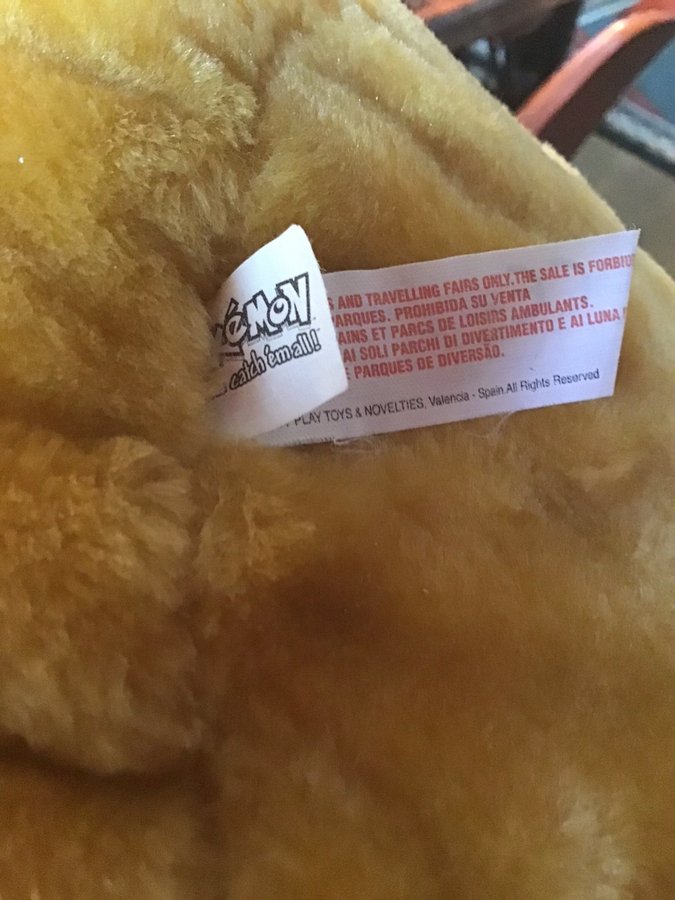 éMoN
catch 'em all!
AND TRAVELLING FAIRS ONLY.THE SALE IS FORBIU
ARQUES. PROHIBIDA SU VENTA
AINS ET PARCS DE LOISIRS AMBULANTS.
AI SOLI PARCHI DI DIVERTIMENTO E AI LUNA
E PARQUES DE DIVERSÃO.
PLAY TOYS & NOVELTIES, Valencia - Spain.All Rights Reserved